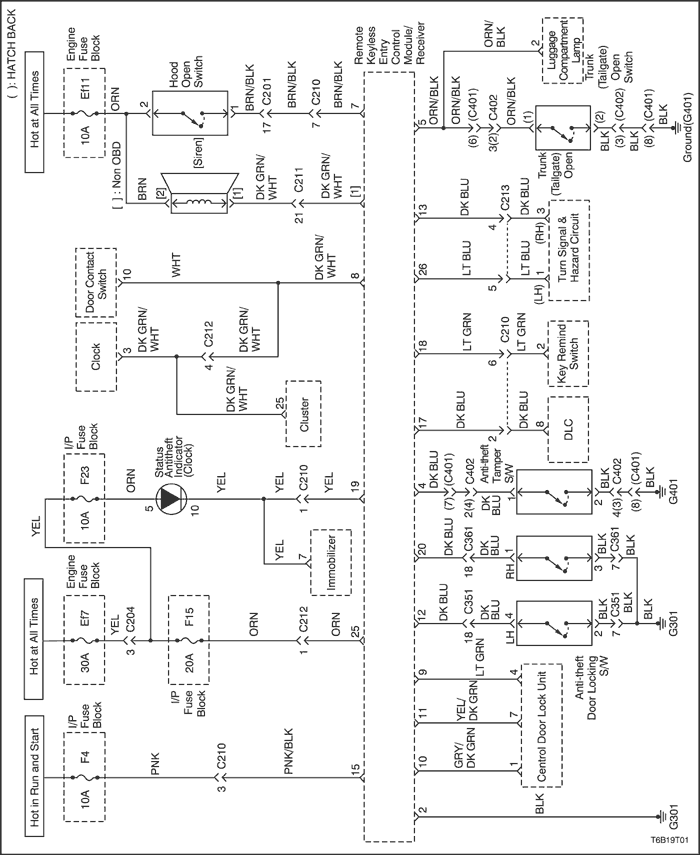 ( ): HATCH BACK
Hot at All Times
Engine
Fuse
Block
Ef11
10A
ORN
2
Hood
Open
Switch
1
BRN/BLK
C201
17
BRN/BLK
C210
7
BRN/BLK
7
Remote
Keyless
Entry
Control
Module/
Receiver
[ ] : Non OBD
BRN
[2]
[Siren]
[1]
DK GRN/
WHT
C211
21
DK GRN/
WHT
[1]
Door Contact
Switch
10
WHT
DK GRN/
WHT
8
Clock
3
DK GRN/
WHT
C212
4
DK GRN/
WHT
25
Cluster
I/P
Fuse
Block
F23
10A
YEL
ORN
Status
Antitheft
Indicator
(Clock)
5
10
YEL
YEL
C210
1
YEL
19
YEL
7
Immobilizer
Hot at All Times
Engine
Fuse
Block
Ef7
30A
YEL
C204
3
F15
20A
I/P
Fuse
Block
ORN
C212
1
ORN
25
Hot in Run and Start
I/P
Fuse
Block
F4
10A
PNK
C210
3
PNK/BLK
15
5
ORN/BLK
ORN/
BLK
2
Luggage
Compartment
Lamp
Trunk
(Tailgate)
Open
Switch
(C401)
(6)
C402
3(2)
ORN/BLK
ORN/BLK
(1)
Trunk
(Tailgate)
Open
(2)
BLK
BLK
(C402)
(3)
(C401)
(8)
BLK
Ground(G401)
13
DK BLU
C213
4
DK BLU
3
(RH)
26
LT BLU
5
LT BLU
1
(LH)
Turn Signal &
Hazard Circuit
18
LT GRN
C210
6
LT GRN
2
Key Remind
Switch
17
DK BLU
2
DK BLU
8
DLC
4
DK BLU
(C401)
(7)
C402
2(4)
DK
BLU
Anti-theft
Tamper
S/W
1
2
BLK
C402
4(3)
(C401)
(8)
G401
20
DK BLU
C361
18
DK
BLU
RH
1
3
BLK
C361
7
BLK
12
DK BLU
C351
18
DK
BLU
LH
4
2
BLK
C351
7
BLK
BLK
G301
Anti-theft
Door Locking
S/W
9
LT GRN
4
11
YEL/
DK GRN
7
10
GRY/
DK GRN
1
Centrol Door Lock Unit
2
BLK
G301
T6B19T01